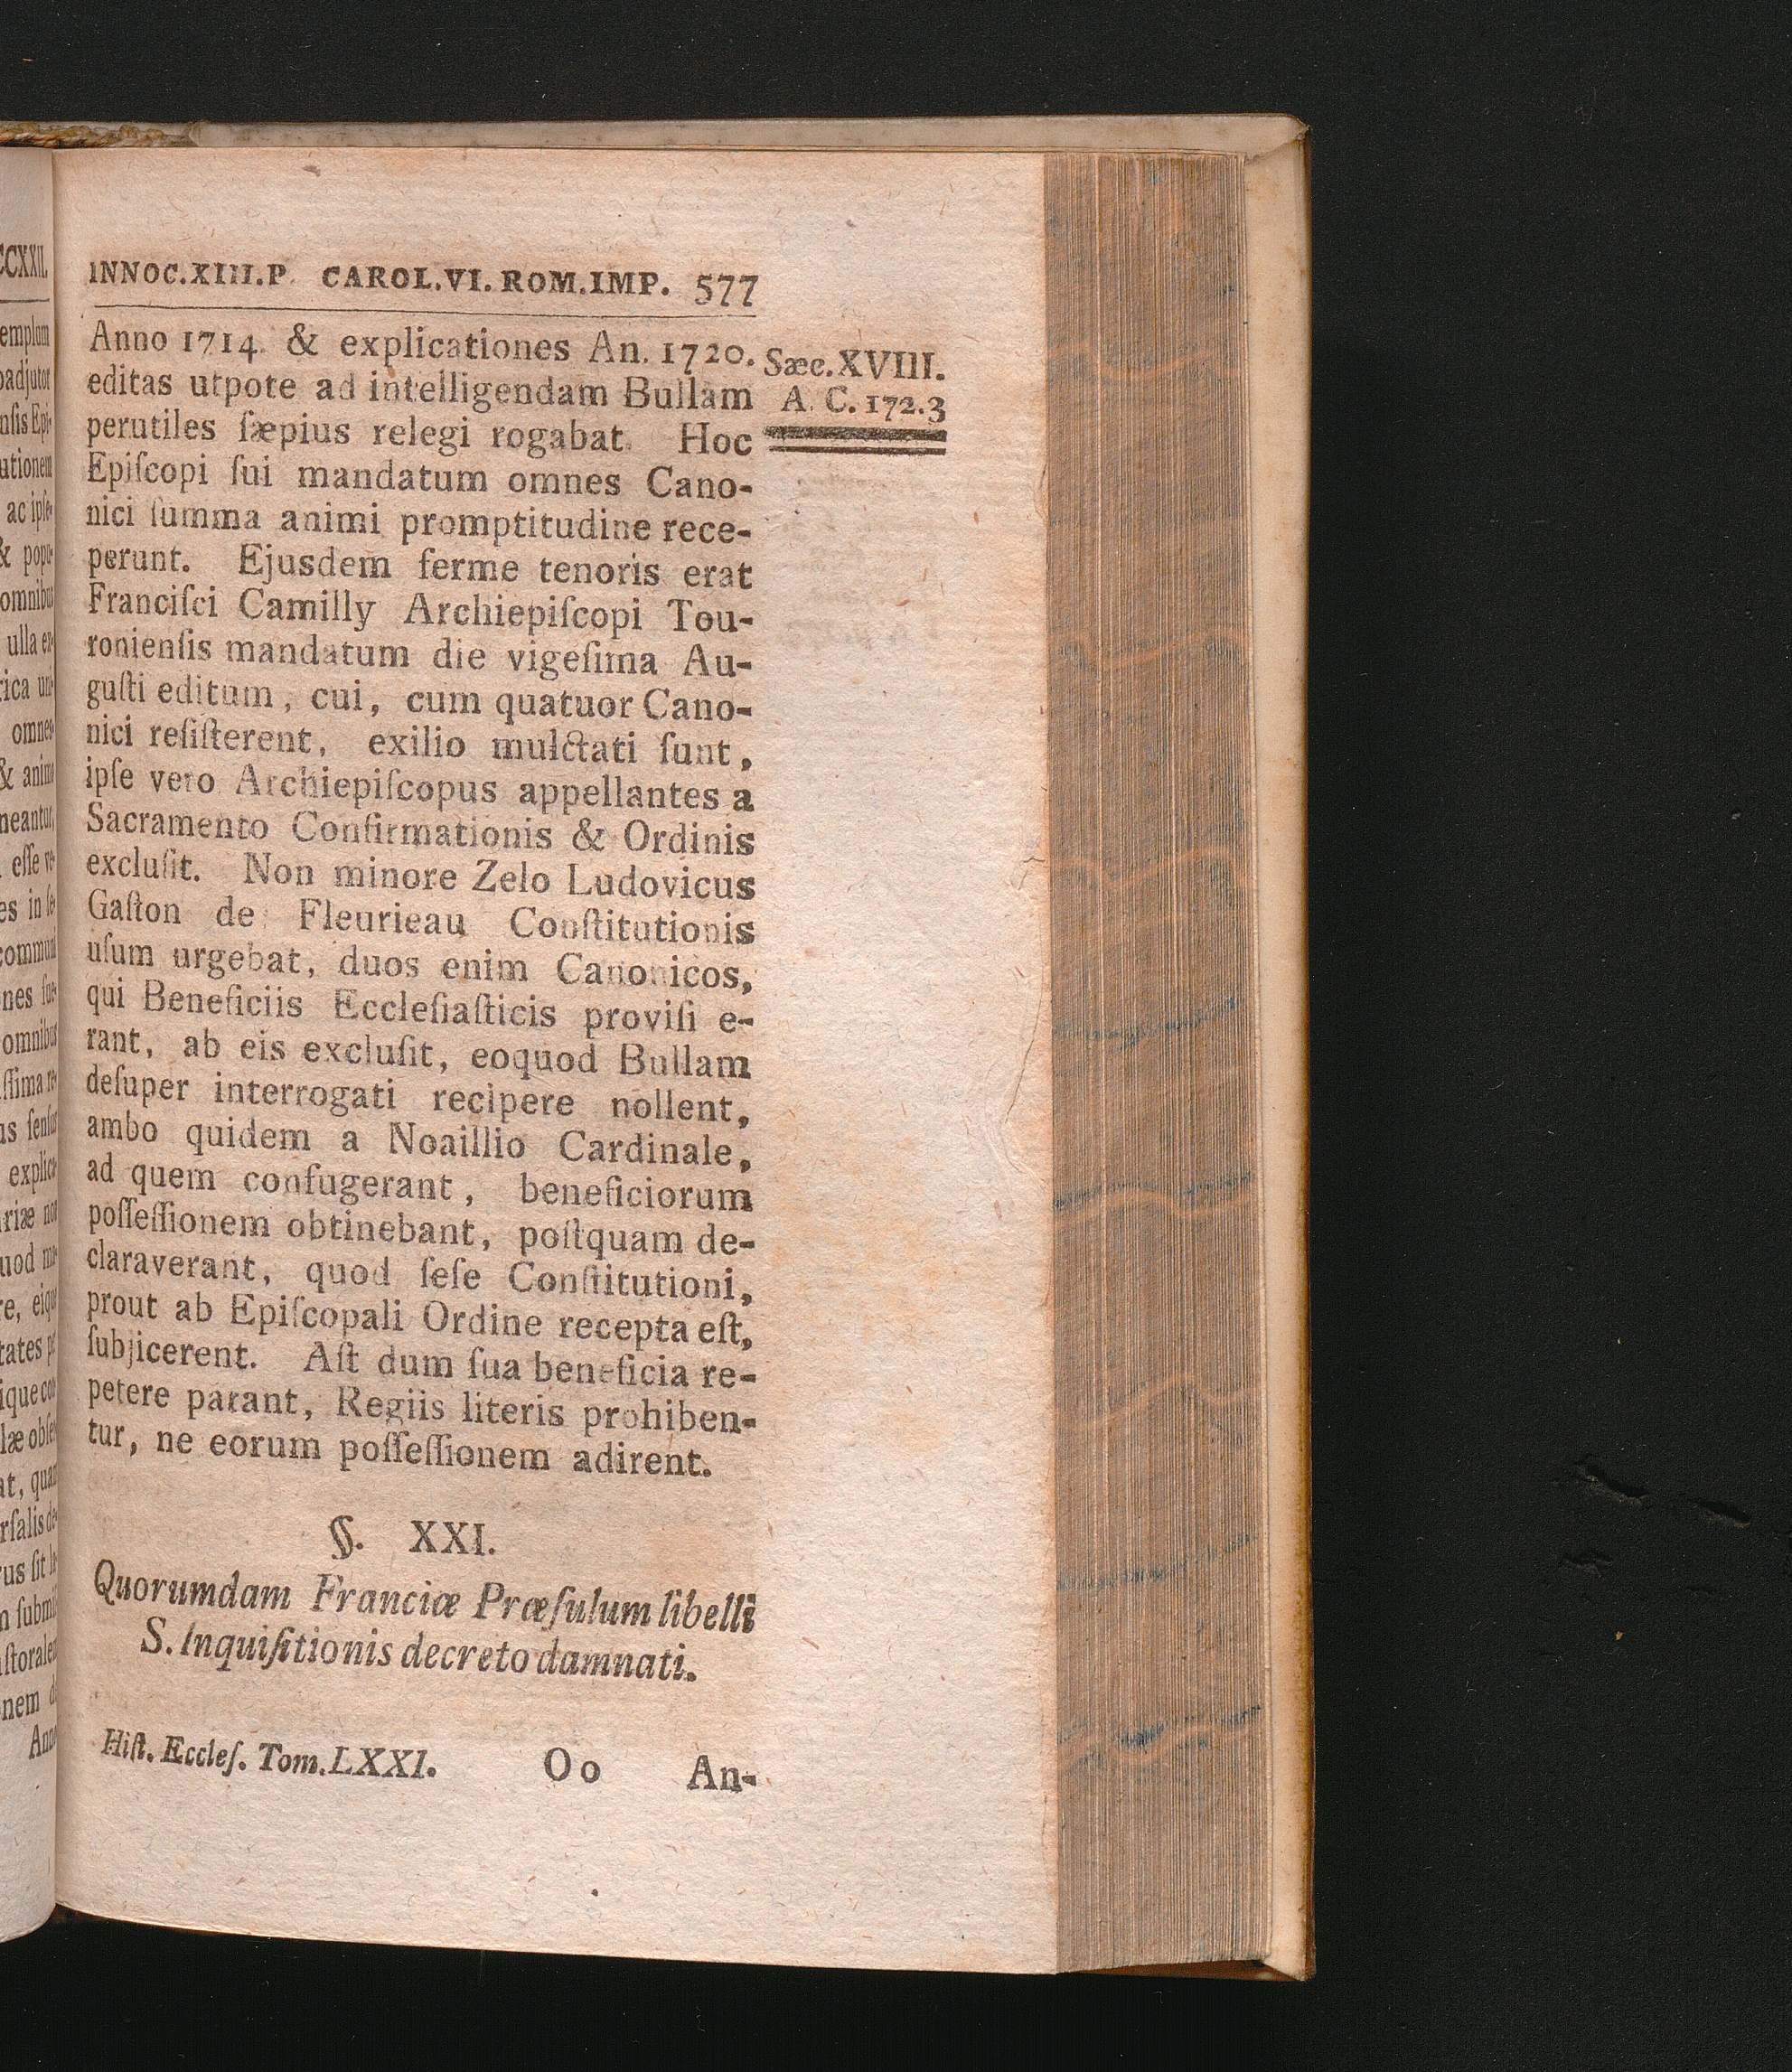 INNOC.XIII.P. CAROL.VI. ROM.IMP. 577
Sæc.XVIII.
A. C. 1723
Anno 1714. & explicationes An. 1720.
editas utpote ad intelligendam Bullam
perutiles ſæpius relegi rogabat. Hoc
Epiſcopi ſui mandatum omnes Cano-
nici ſumma animi promptitudine rece-
perunt. Ejusdem ferme tenoris erat
Franciſci Camilly Archiepiſcopi Tou-
ronienſis mandatum die vigeſima Au-
guſti editum, cui, cum quatuor Cano-
nici reſiſterent, exilio mulctati ſunt,
ipſe vero Archiepiſcopus appellantes a
Sacramento Confirmationis & Ordinis
excluſit. Non minore Zelo Ludovicus
Gaſton de Fleurieau Conſtitutionis
uſum urgebat, duos enim Canonicos,
qui Beneficiis Eccleſiaſticis proviſi e-
rant, ab eis excluſit, eoquod Bullam
deſuper interrogati recipere nollent,
ambo quidem a Noaillio Cardinale,
ad quem confugerant, beneficiorum
poſſeſſionem obtinebant, poſtquam de-
claraverant, quod ſeſe Conſtitutioni,
prout ab Epiſcopali Ordine recepta eſt,
ſubjicerent. Aſt dum ſua beneficia re-
petere parant, Regiis literis prohiben-
tur, ne eorum poſſeſſionem adirent.
§. XXI.
Quorumdam Franciæ Præſulum libelli
S. Inquiſitionis decreto damnati.
Hiſt. Eccleſ. Tom. LXXI. Oo An-